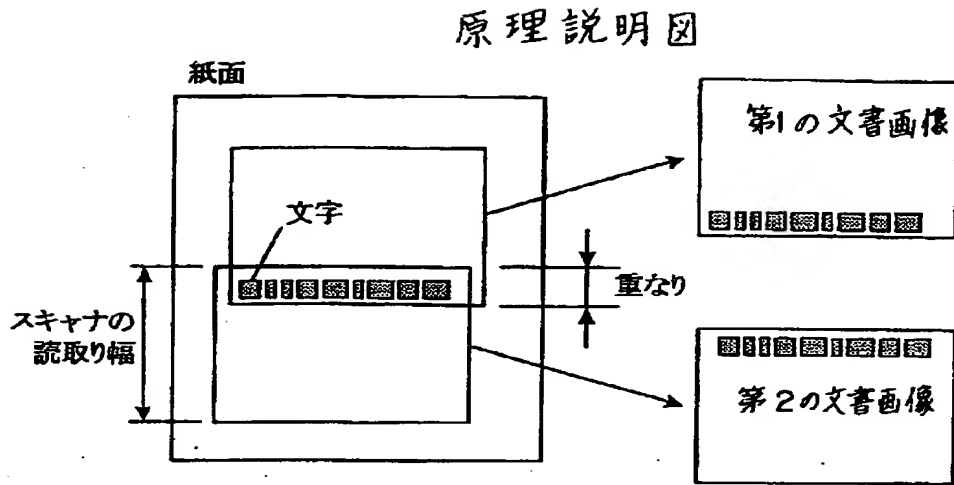 原理説明図
紙面
第1の文書画像
文字
重なり
スキャナの
読取り幅
第2の文書画像